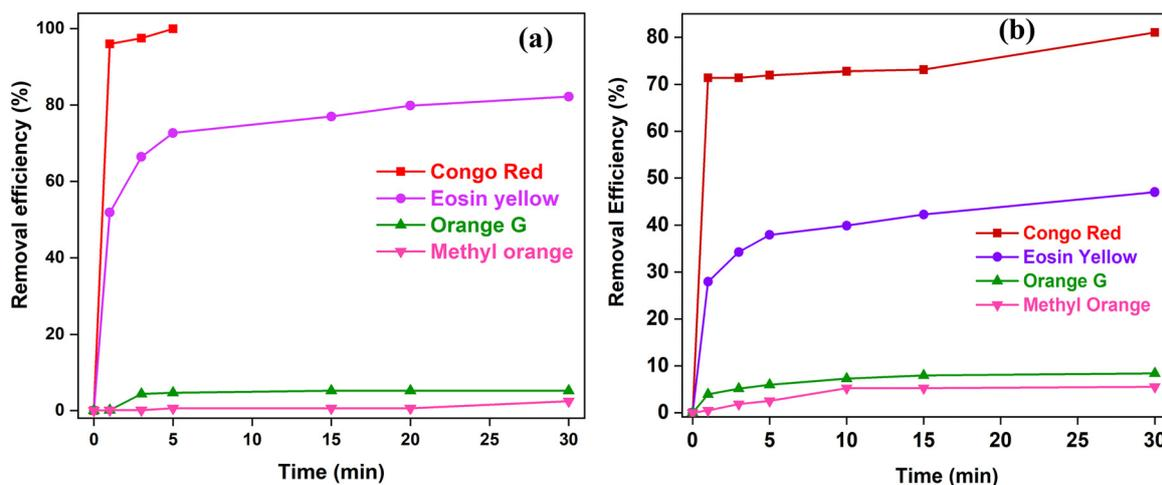 (a)
Removal efficiency (%)
100
80
60
40
20
0
Congo Red
Eosin yellow
Orange G
Methyl orange
0 5 10 15 20 25 30
Time (min)
(b)
Removal Efficiency (%)
80
70
60
50
40
30
20
10
0
Congo Red
Eosin Yellow
Orange G
Methyl Orange
0 5 10 15 20 25 30
Time (min)